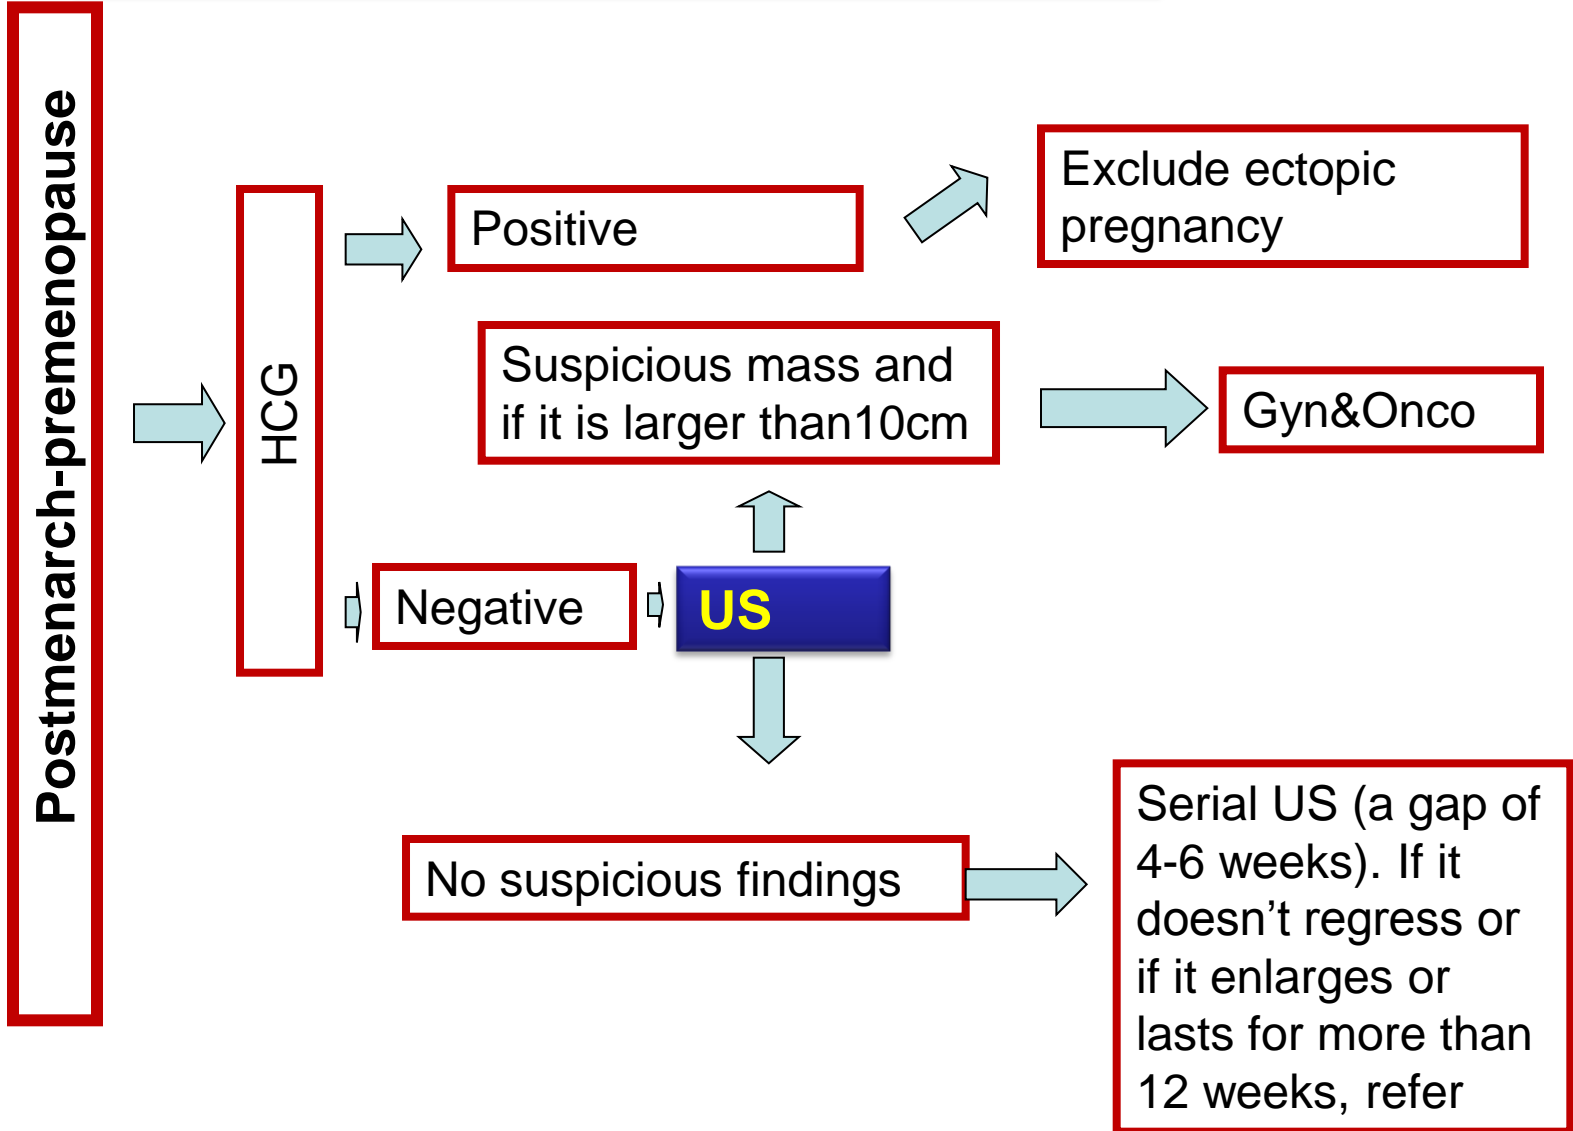 Postmenarch-premenopause
HCG
Positive
Exclude ectopic
pregnancy
Suspicious mass and
if it is larger than10cm
Gyn&Onco
Negative
US
No suspicious findings
Serial US (a gap of
4-6 weeks). If it
doesn’t regress or
if it enlarges or
lasts for more than
12 weeks, refer